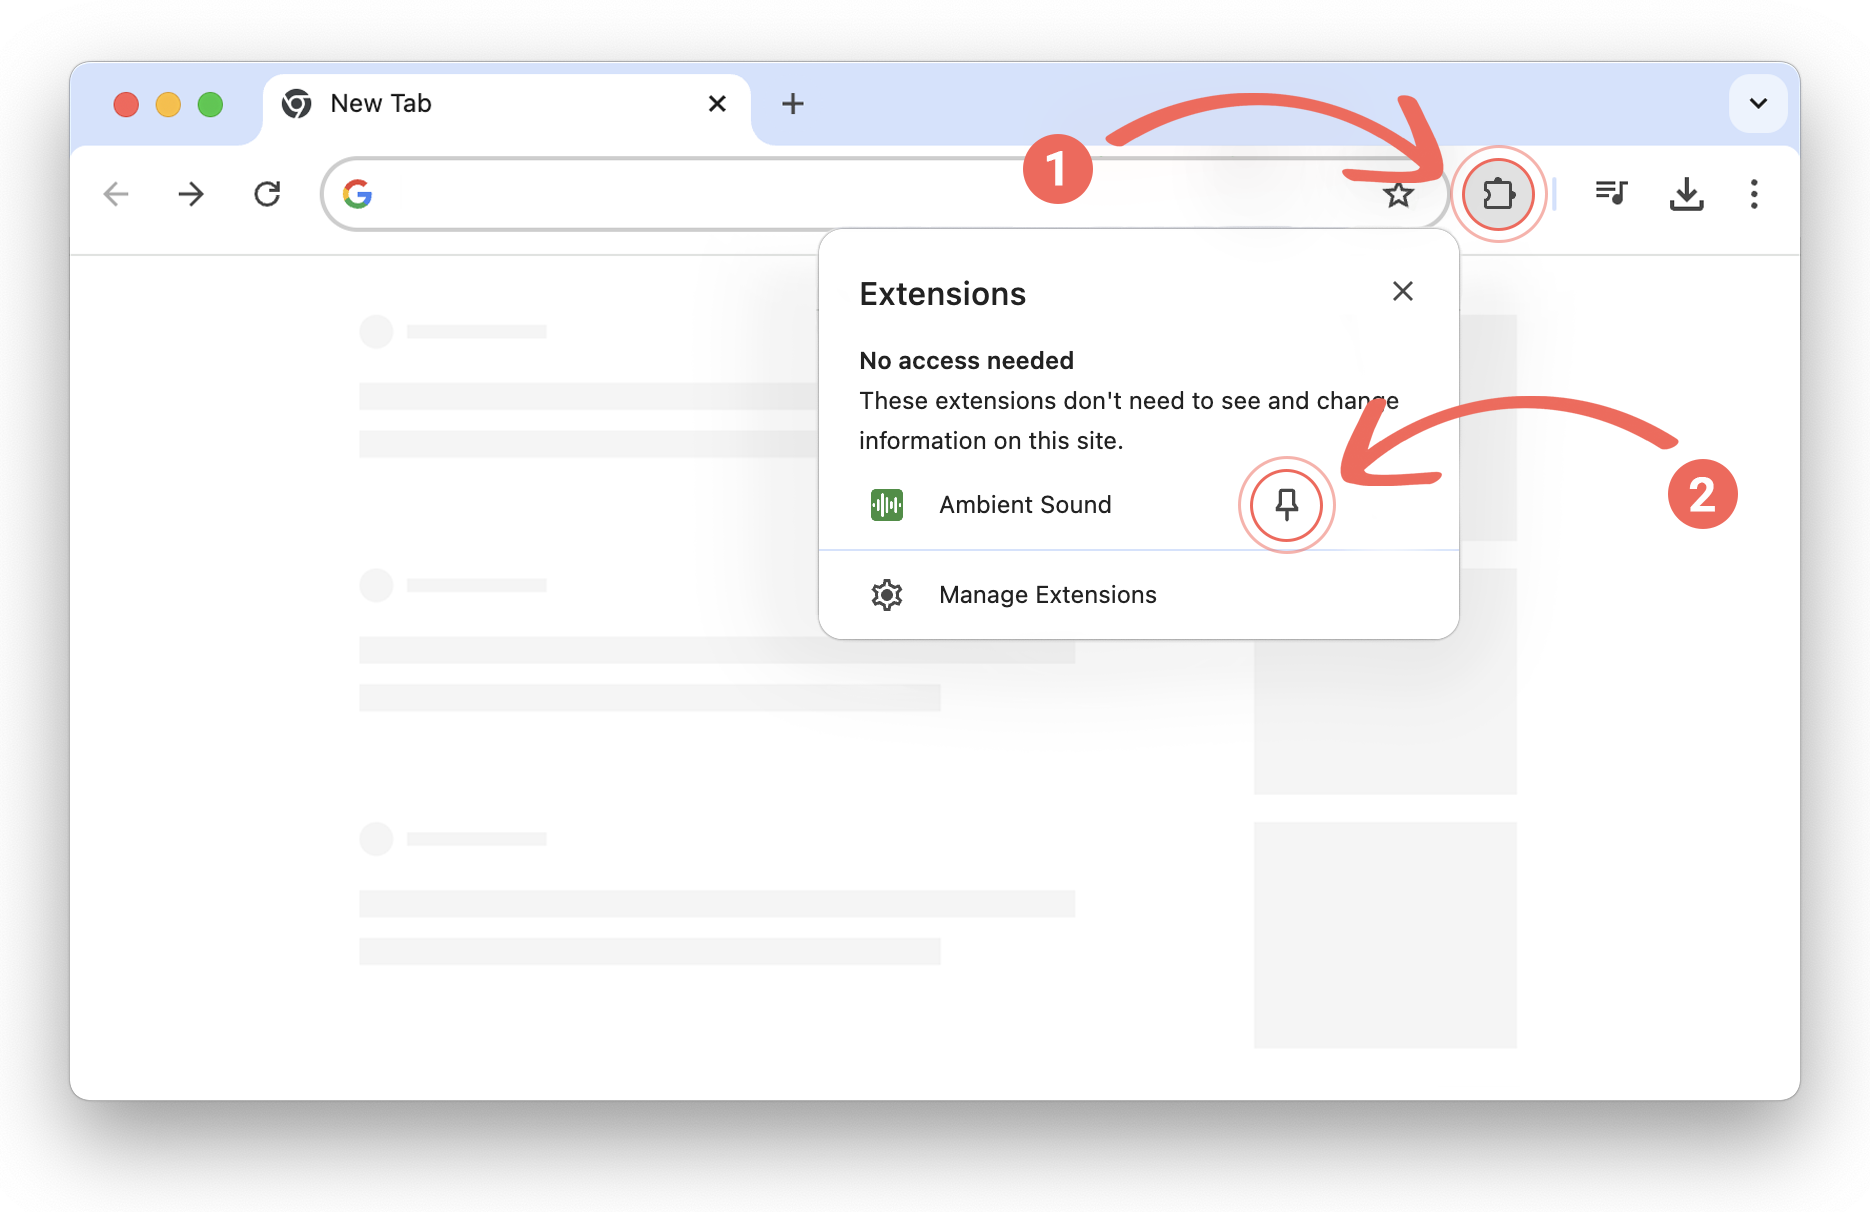 New Tab
1
Extensions
No access needed
These extensions don't need to see and change
information on this site.
Ambient Sound
2
Manage Extensions